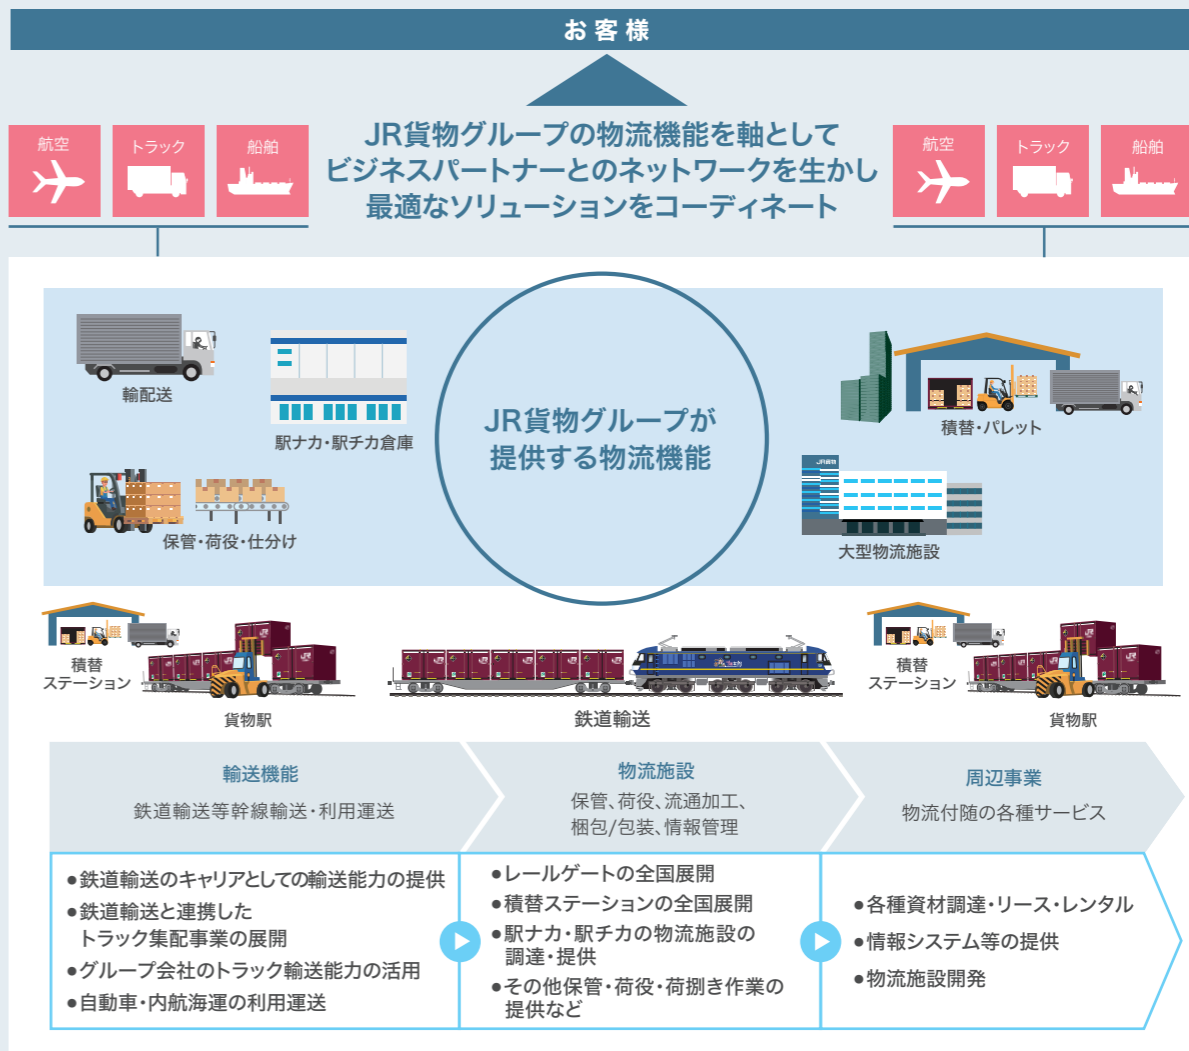 お客様
航空
トラック
船舶
JR貨物グループの物流機能を軸として
ビジネスパートナーとのネットワークを生かし
最適なソリューションをコーディネート
航空
トラック
船舶
輸配送
駅ナカ・駅チカ倉庫
保管・荷役・仕分け
JR貨物グループが
提供する物流機能
積替・パレット
JR貨物
大型物流施設
積替
ステーション
貨物駅
鉄道輸送
積替
ステーション
貨物駅
輸送機能
鉄道輸送等幹線輸送・利用運送
物流施設
保管、荷役、流通加工、
梱包/包装、情報管理
周辺事業
物流付随の各種サービス
●鉄道輸送のキャリアとしての輸送能力の提供
●鉄道輸送と連携した
トラック集配事業の展開
●グループ会社のトラック輸送能力の活用
●自動車・内航海運の利用運送
●レールゲートの全国展開
●積替ステーションの全国展開
●駅ナカ・駅チカの物流施設の
調達・提供
●その他保管・荷役・荷捌き作業の
提供など
●各種資材調達・リース・レンタル
●情報システム等の提供
●物流施設開発